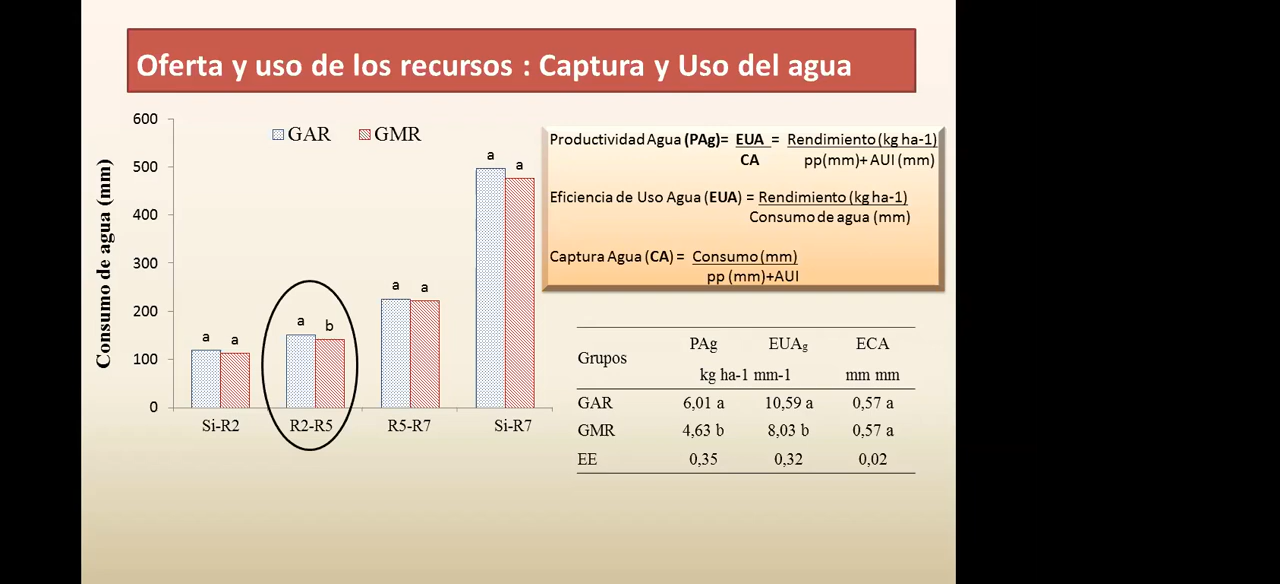 Oferta y uso de los recursos : Captura y Uso del agua
600
500
400
300
200
100
0
Consumo de agua (mm)
GAR GMR
a a
a b
a a
a a
Si-R2 R2-R5 R5-R7 Si-R7
Productividad Agua (PAg)= EUA = Rendimiento (kg ha-1)
CA pp(mm)+ AUI (mm)
Eficiencia de Uso Agua (EUA) = Rendimiento (kg ha-1)
Consumo de agua (mm)
Captura Agua (CA) = Consumo (mm)
pp (mm)+AUI
Grupos PAg EUAg ECA
kg ha-1 mm-1 mm mm
GAR 6,01 a 10,59 a 0,57 a
GMR 4,63 b 8,03 b 0,57 a
EE 0,35 0,32 0,02